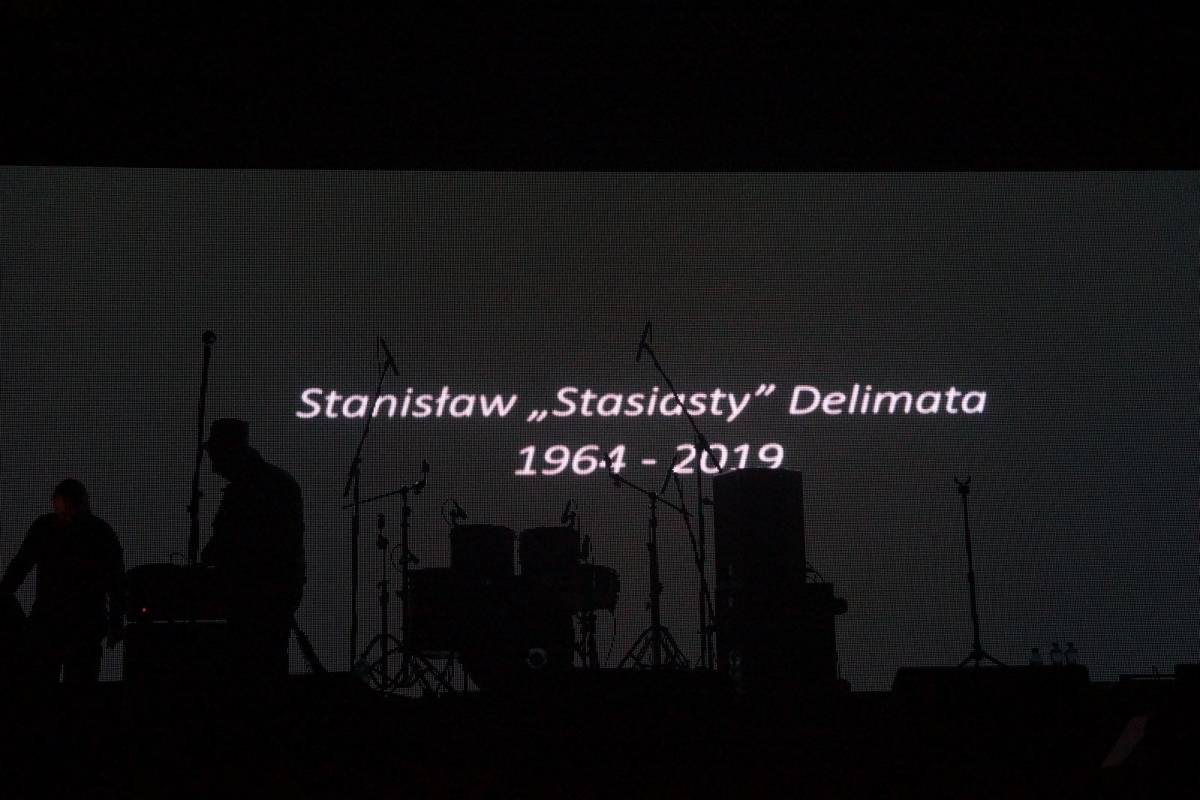 Stanisław „Stasiasty” Delimata
1964 - 2019